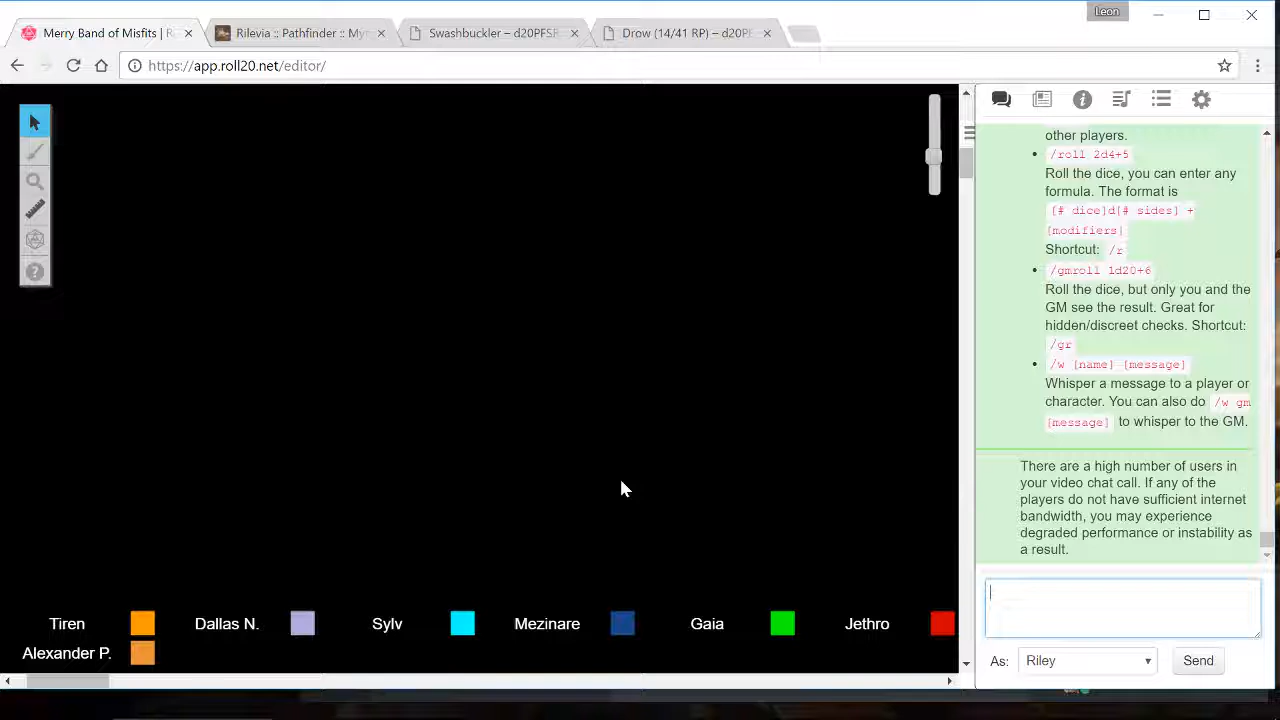 Leon
Merry Band of Misfits | R
Rilevia :: Pathfinder :: My
Swashbuckler – d20PFSR
Drow (14/41 RP) – d20PF
https://app.roll20.net/editor/
other players.
/roll 2d4+5
Roll the dice, you can enter any
formula. The format is
[# dice]d[# sides] +
[modifiers]
Shortcut: /r
/gmroll 1d20+6
Roll the dice, but only you and the
GM see the result. Great for
hidden/discreet checks. Shortcut:
/gr
/w [name] [message]
Whisper a message to a player or
character. You can also do /w gm
[message] to whisper to the GM.
There are a high number of users in
your video chat call. If any of the
players do not have sufficient internet
bandwidth, you may experience
degraded performance or instability as
a result.
Tiren
Dallas N.
Sylv
Mezinare
Gaia
Jethro
Alexander P.
As: Riley Send